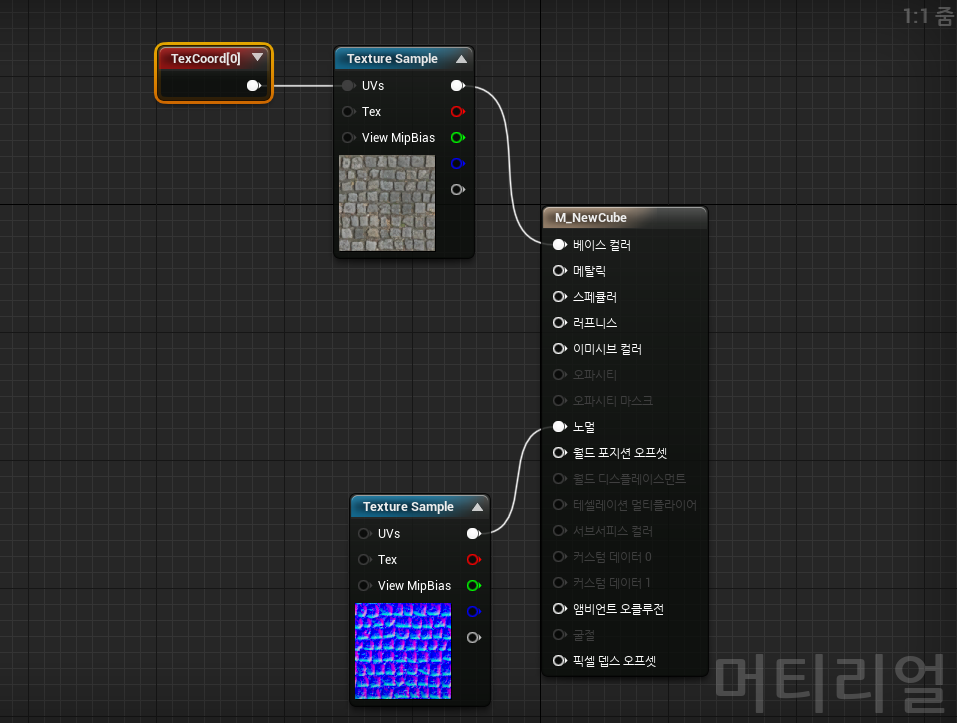 1:1 줌
TexCoord[0]
Texture Sample
UVs
Tex
View MipBias
M_NewCube
베이스 컬러
메탈릭
스페큘러
러프니스
이미시브 컬러
오파시티
오파시티 마스크
노멀
월드 포지션 오프셋
월드 디스플레이스먼트
테셀레이션 멀티플라이어
서브서피스 컬러
커스텀 데이터 0
커스텀 데이터 1
앰비언트 오클루전
굴절
픽셀 뎁스 오프셋
Texture Sample
UVs
Tex
View MipBias
머티리얼